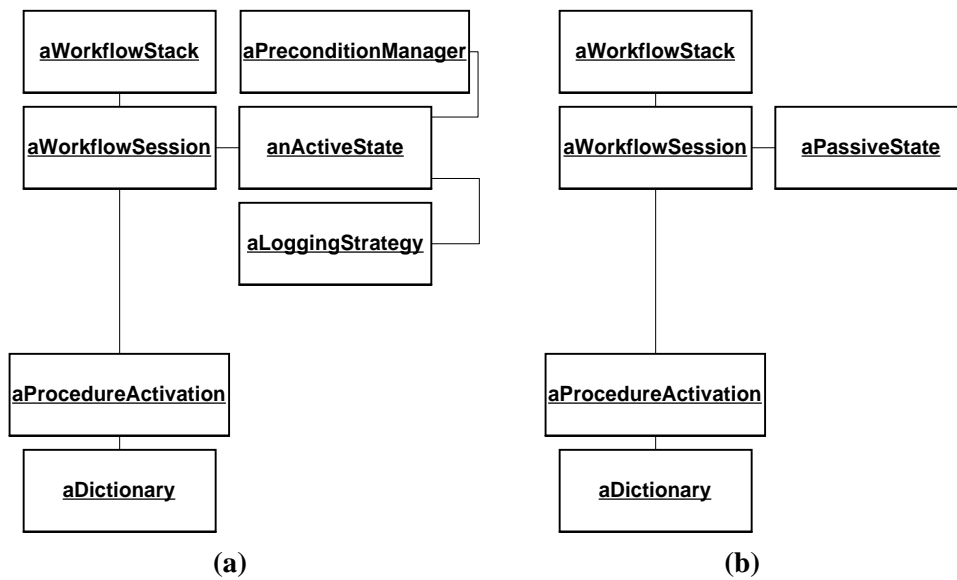 aWorkflowStack
aPreconditionManager
aWorkflowSession
anActiveState
aLoggingStrategy
aProcedureActivation
aDictionary
(a)
aWorkflowStack
aWorkflowSession
aPassiveState
aProcedureActivation
aDictionary
(b)